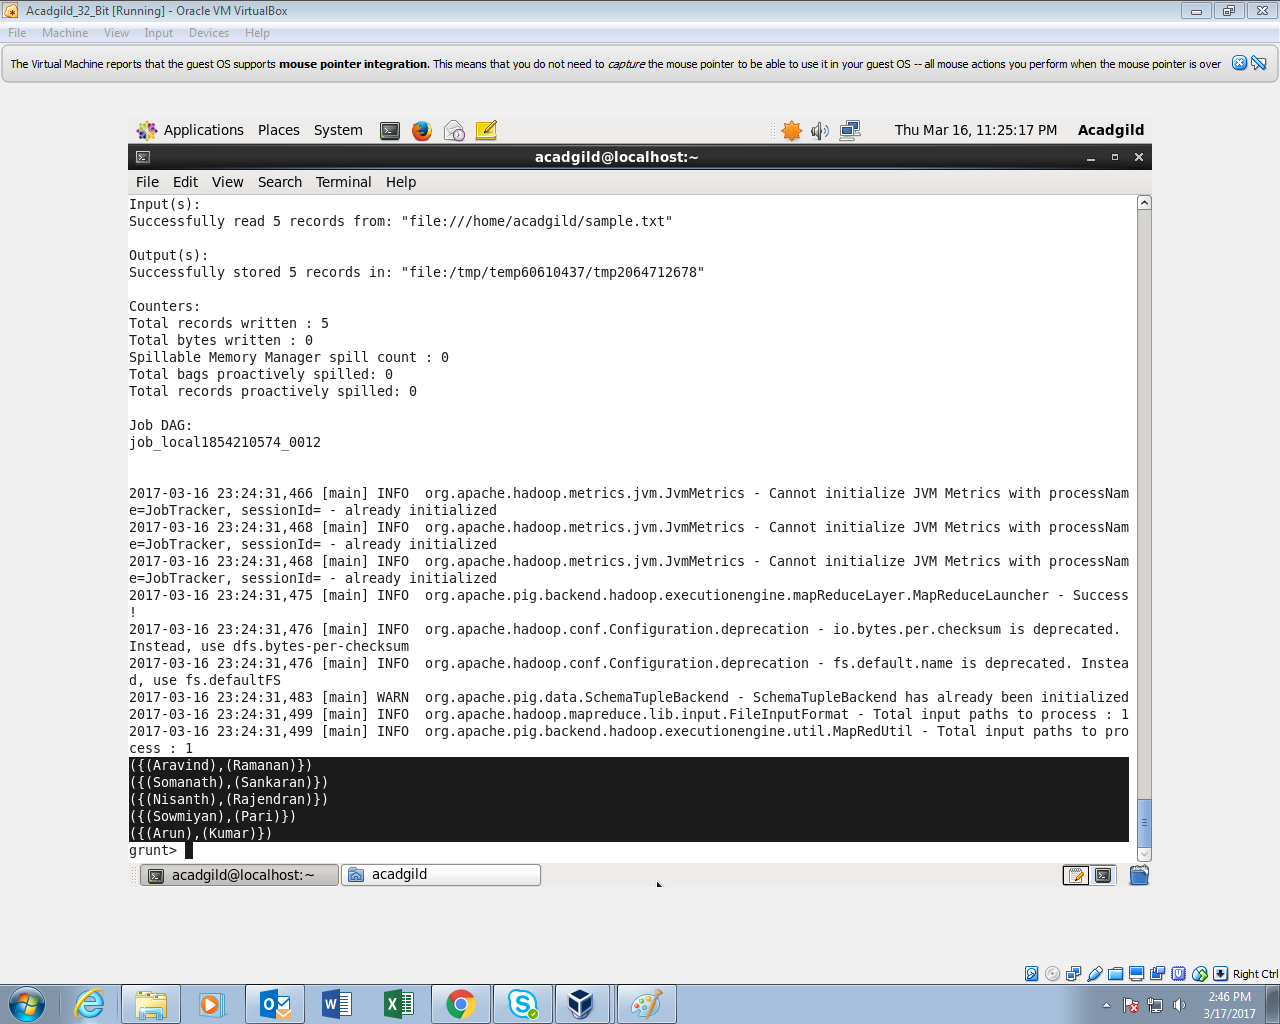 Acadgild_32_Bit [Running] - Oracle VM VirtualBox
File Machine View Input Devices Help
The Virtual Machine reports that the guest OS supports mouse pointer integration. This means that you do not need to capture the mouse pointer to be able to use it in your guest OS -- all mouse actions you perform when the mouse pointer is over
Applications Places System Thu Mar 16, 11:25:17 PM Acadgild
acadgild@localhost:~
File Edit View Search Terminal Help
Input(s):
Successfully read 5 records from: "file:///home/acadgild/sample.txt"
Output(s):
Successfully stored 5 records in: "file:/tmp/temp60610437/tmp2064712678"
Counters:
Total records written : 5
Total bytes written : 0
Spillable Memory Manager spill count : 0
Total bags proactively spilled: 0
Total records proactively spilled: 0
Job DAG:
job_local1854210574_0012
2017-03-16 23:24:31,466 [main] INFO  org.apache.hadoop.metrics.jvm.JvmMetrics - Cannot initialize JVM Metrics with processNam
e=JobTracker, sessionId= - already initialized
2017-03-16 23:24:31,468 [main] INFO  org.apache.hadoop.metrics.jvm.JvmMetrics - Cannot initialize JVM Metrics with processNam
e=JobTracker, sessionId= - already initialized
2017-03-16 23:24:31,468 [main] INFO  org.apache.hadoop.metrics.jvm.JvmMetrics - Cannot initialize JVM Metrics with processNam
e=JobTracker, sessionId= - already initialized
2017-03-16 23:24:31,475 [main] INFO  org.apache.pig.backend.hadoop.executionengine.mapReduceLayer.MapReduceLauncher - Success
!
2017-03-16 23:24:31,476 [main] INFO  org.apache.hadoop.conf.Configuration.deprecation - io.bytes.per.checksum is deprecated.
Instead, use dfs.bytes-per-checksum
2017-03-16 23:24:31,476 [main] INFO  org.apache.hadoop.conf.Configuration.deprecation - fs.default.name is deprecated. Instea
d, use fs.defaultFS
2017-03-16 23:24:31,483 [main] WARN  org.apache.pig.data.SchemaTupleBackend - SchemaTupleBackend has already been initialized
2017-03-16 23:24:31,499 [main] INFO  org.apache.hadoop.mapreduce.lib.input.FileInputFormat - Total input paths to process : 1
2017-03-16 23:24:31,499 [main] INFO  org.apache.pig.backend.hadoop.executionengine.util.MapRedUtil - Total input paths to pro
cess : 1
({(Aravind),(Ramanan)})
({(Somanath),(Sankaran)})
({(Nisanth),(Rajendran)})
({(Sowmiyan),(Pari)})
({(Arun),(Kumar)})
grunt>
acadgild@localhost:~ acadgild
Right Ctrl
2:46 PM
3/17/2017